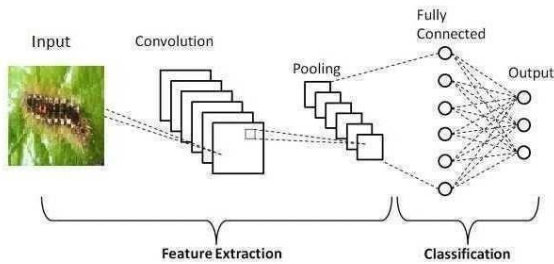 Input
Convolution
Pooling
Fully
Connected
Output
Feature Extraction
Classification